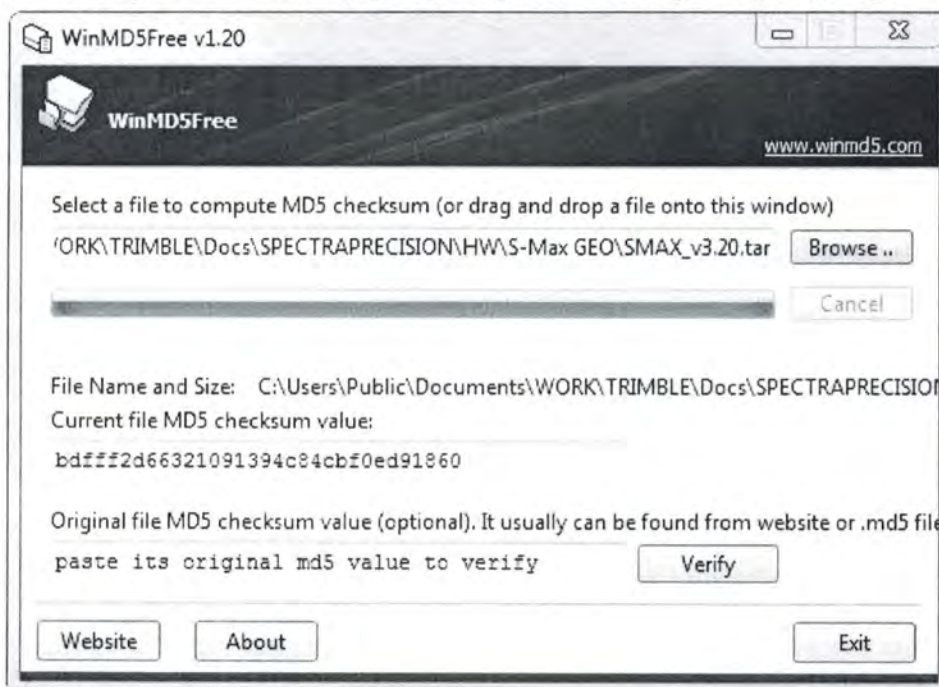 WinMD5Free v1.20
WinMD5Free
www.winmd5.com
Select a file to compute MD5 checksum (or drag and drop a file onto this window)
'ORK\TRIMBLE\Docs\SPECTRAPRECISION\HW\S-Max GEO\SMAX_v3.20.tar
Browse ..
Cancel
File Name and Size: C:\Users\Public\Documents\WORK\TRIMBLE\Docs\SPECTRAPRECISION
Current file MD5 checksum value:
bdfff2d66321091394c84cbf0ed91860
Original file MD5 checksum value (optional). It usually can be found from website or .md5 file
paste its original md5 value to verify
Verify
Website
About
Exit